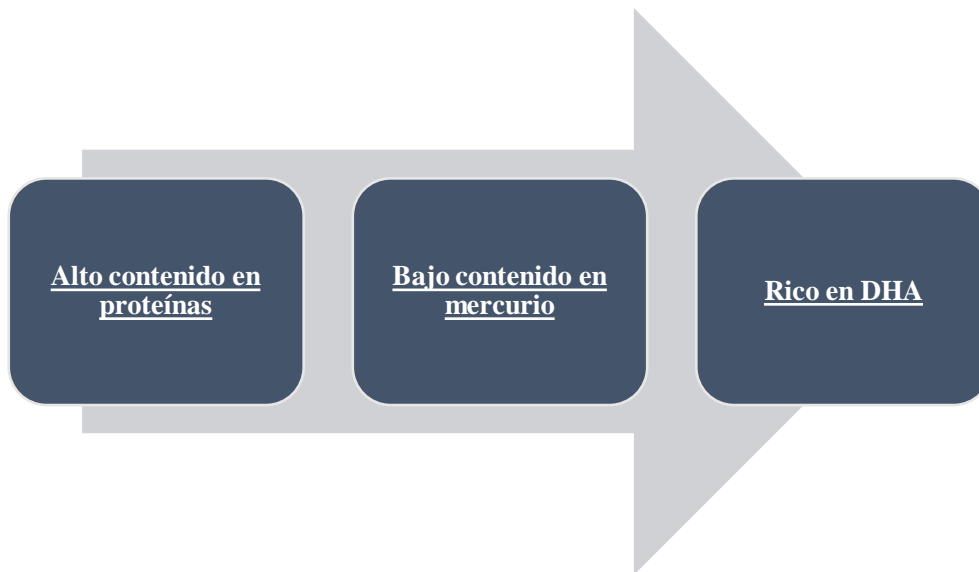 Alto contenido en
proteínas
Bajo contenido en
mercurio
Rico en DHA